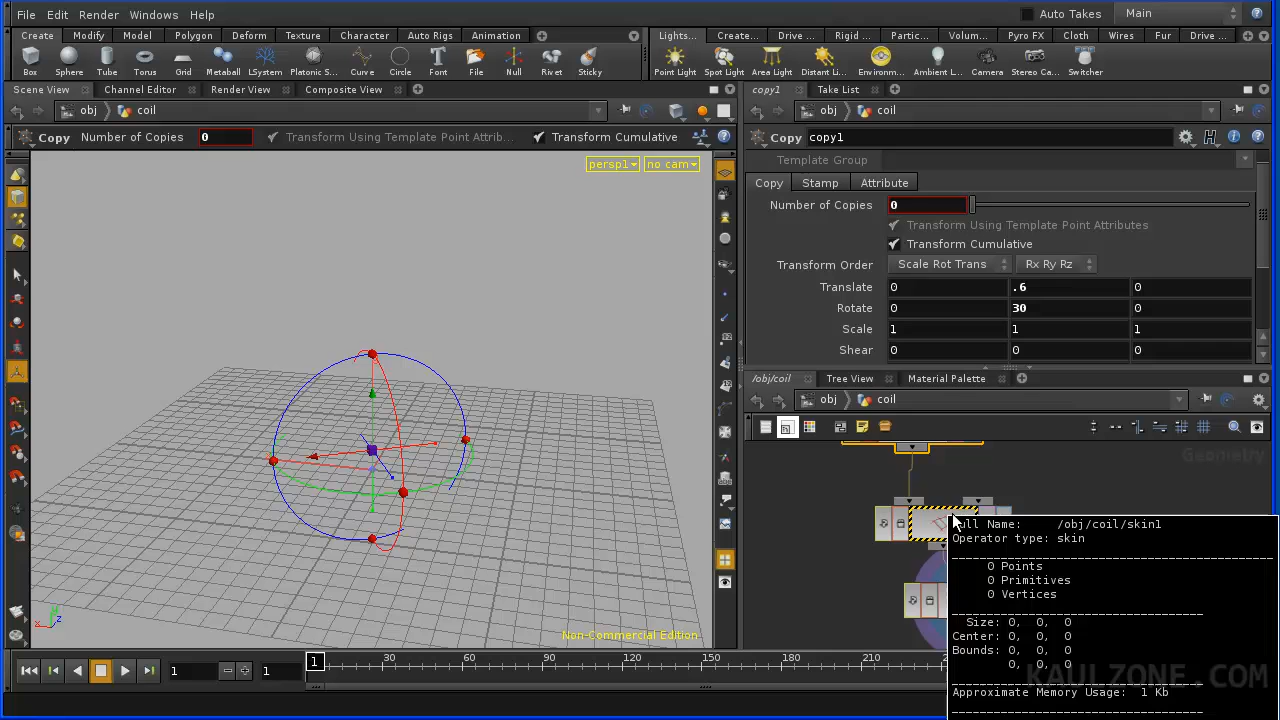 File Edit Render Windows Help Auto Takes Main
Create Modify Model Polygon Deform Texture Character Auto Rigs Animation Lights... Create... Drive ... Rigid ... Partic... Volum... Pyro FX Cloth Wires Fur Drive ...
Box Sphere Tube Torus Grid Metaball LSystem Platonic S... Curve Circle Font File Null Rivet Sticky Point Light Spot Light Area Light Distant Li... Environm... Ambient L... Camera Stereo Ca... Switcher
Scene View Channel Editor Render View Composite View copy1 Take List
obj coil obj coil
Copy Number of Copies 0 Transform Using Template Point Attrib... Transform Cumulative Copy copy1
persp1 no cam
Template Group
Copy Stamp Attribute
Number of Copies 0
Transform Using Template Point Attributes
Transform Cumulative
Transform Order Scale Rot Trans Rx Ry Rz
Translate 0 .6 0
Rotate 0 30 0
Scale 1 1 1
Shear 0 0 0
/obj/coil Tree View Material Palette
obj coil
Geometry
Name: /obj/coil/skin1
Operator type: skin
0 Points
0 Primitives
0 Vertices
Size: 0, 0, 0
Center: 0, 0, 0
Bounds: 0, 0, 0
0, 0, 0
Approximate Memory Usage: 1 Kb
Non-Commercial Edition
1 1 1 30 60 90 120 150 180 210
KAULZONE.COM